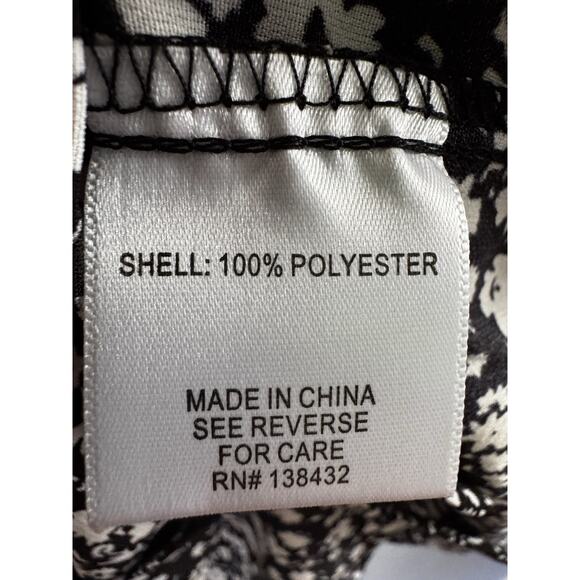 SHELL: 100% POLYESTER
MADE IN CHINA
SEE REVERSE
FOR CARE
RN# 138432